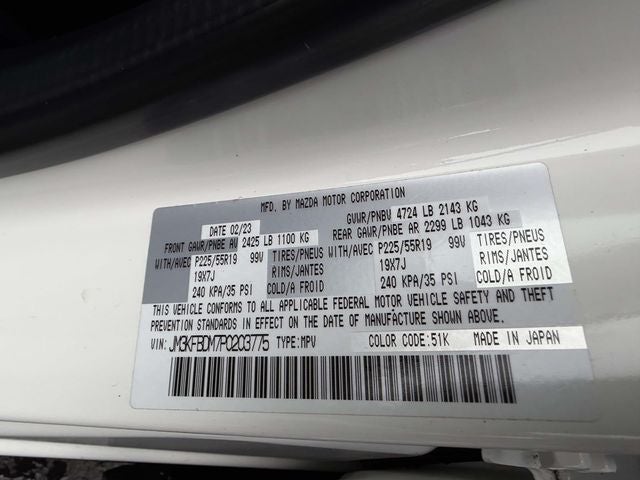 MFD. BY MAZDA MOTOR CORPORATION
DATE 02/23 GVWR/PNBV 4724 LB 2143 KG
FRONT GAWR/PNBE AV 2425 LB 1100 KG REAR GAWR/PNBE AR 2299 LB 1043 KG
WITH/AVEC P225/55R19 99V TIRES/PNEUS WITH/AVEC P225/55R19 99V TIRES/PNEUS
19X7J RIMS/JANTES 19X7J RIMS/JANTES
240 KPA/35 PSI COLD/A FROID 240 KPA/35 PSI COLD/A FROID
THIS VEHICLE CONFORMS TO ALL APPLICABLE FEDERAL MOTOR VEHICLE SAFETY AND THEFT
PREVENTION STANDARDS IN EFFECT ON THE DATE OF MANUFACTURE SHOWN ABOVE.
VIN: JM3KFBDM7P0203775 TYPE:MPV COLOR CODE:51K MADE IN JAPAN